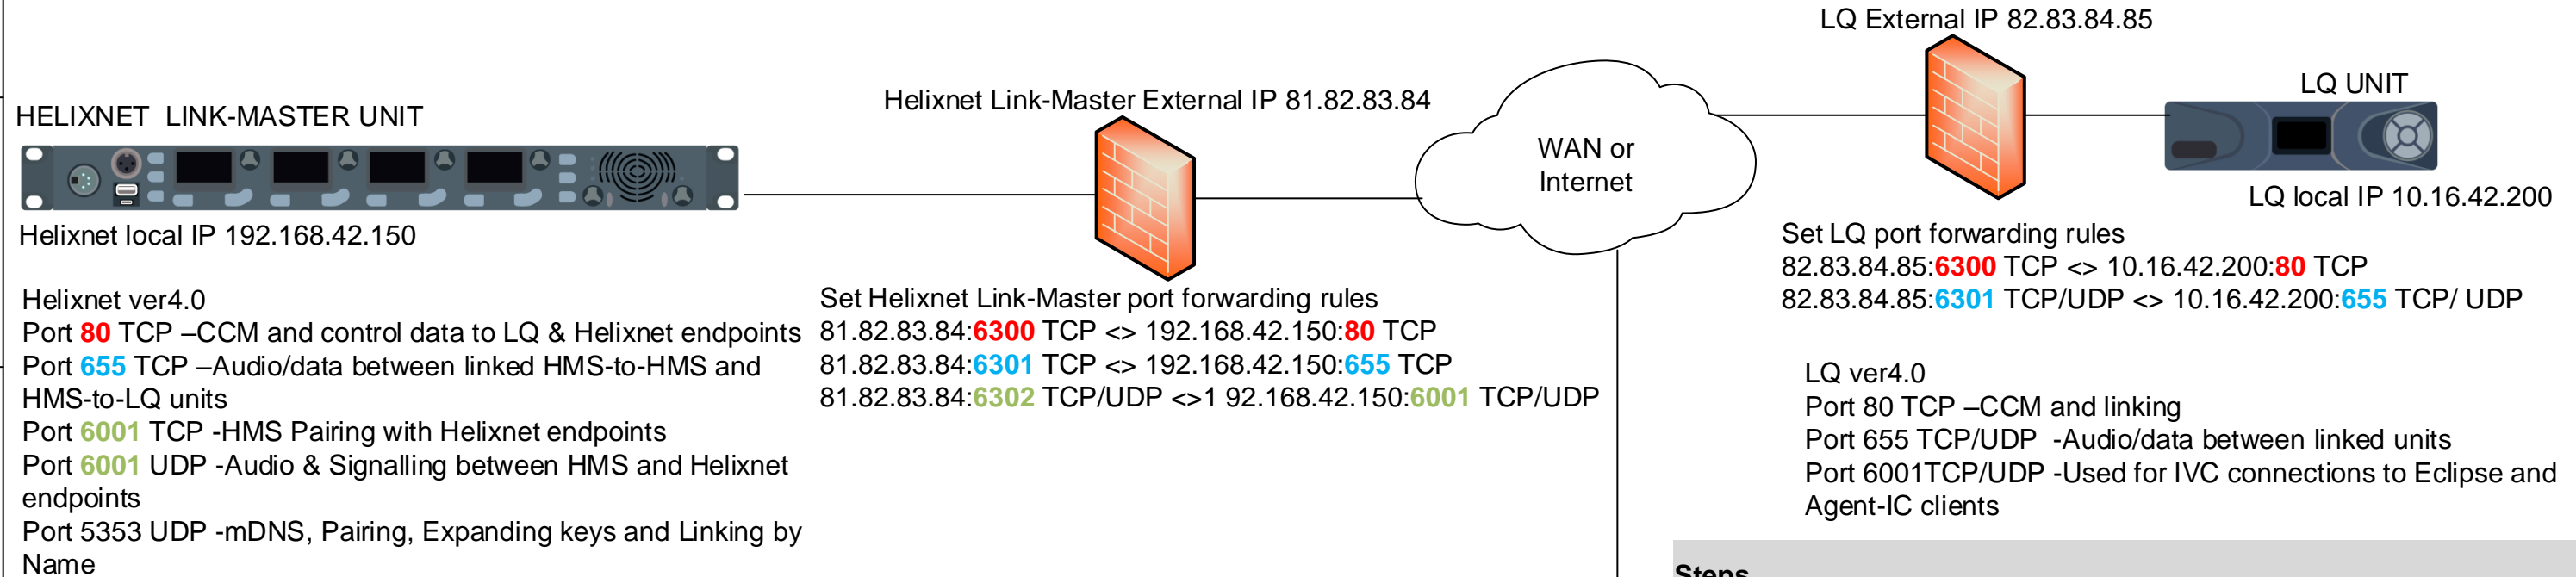 LQ External IP 82.83.84.85
LQ UNIT
Helixnet Link-Master External IP 81.82.83.84
HELIXNET LINK-MASTER UNIT
WAN or
Internet
LQ local IP 10.16.42.200
Helixnet local IP 192.168.42.150
Set LQ port forwarding rules
82.83.84.85:6300 TCP <> 10.16.42.200:80 TCP
82.83.84.85:6301 TCP/UDP <> 10.16.42.200:655 TCP/ UDP
Helixnet ver4.0
Port 80 TCP –CCM and control data to LQ & Helixnet endpoints
Port 655 TCP –Audio/data between linked HMS-to-HMS and
HMS-to-LQ units
Port 6001 TCP -HMS Pairing with Helixnet endpoints
Port 6001 UDP -Audio & Signalling between HMS and Helixnet
endpoints
Port 5353 UDP -mDNS, Pairing, Expanding keys and Linking by
Name
Set Helixnet Link-Master port forwarding rules
81.82.83.84:6300 TCP <> 192.168.42.150:80 TCP
81.82.83.84:6301 TCP <> 192.168.42.150:655 TCP
81.82.83.84:6302 TCP/UDP <>1 92.168.42.150:6001 TCP/UDP
LQ ver4.0
Port 80 TCP –CCM and linking
Port 655 TCP/UDP -Audio/data between linked units
Port 6001TCP/UDP -Used for IVC connections to Eclipse and
Agent-IC clients
Steps